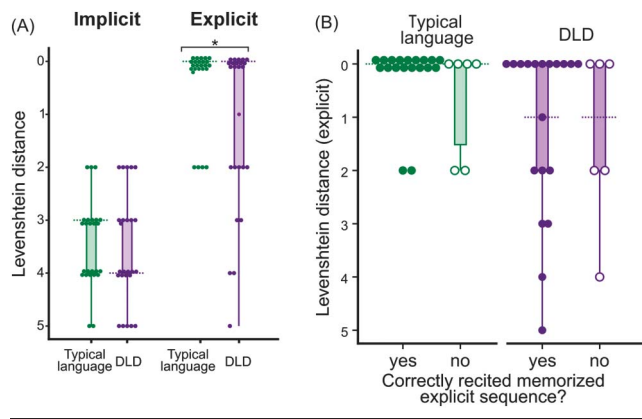 (A)
Implicit Explicit
*
Levenshtein distance
0
1
2
3
4
5
Typical language
DLD
Typical language
DLD
(B)
Typical language
DLD
Levenshtein distance (explicit)
0
1
2
3
4
5
yes no yes no
Correctly recited memorized
explicit sequence?